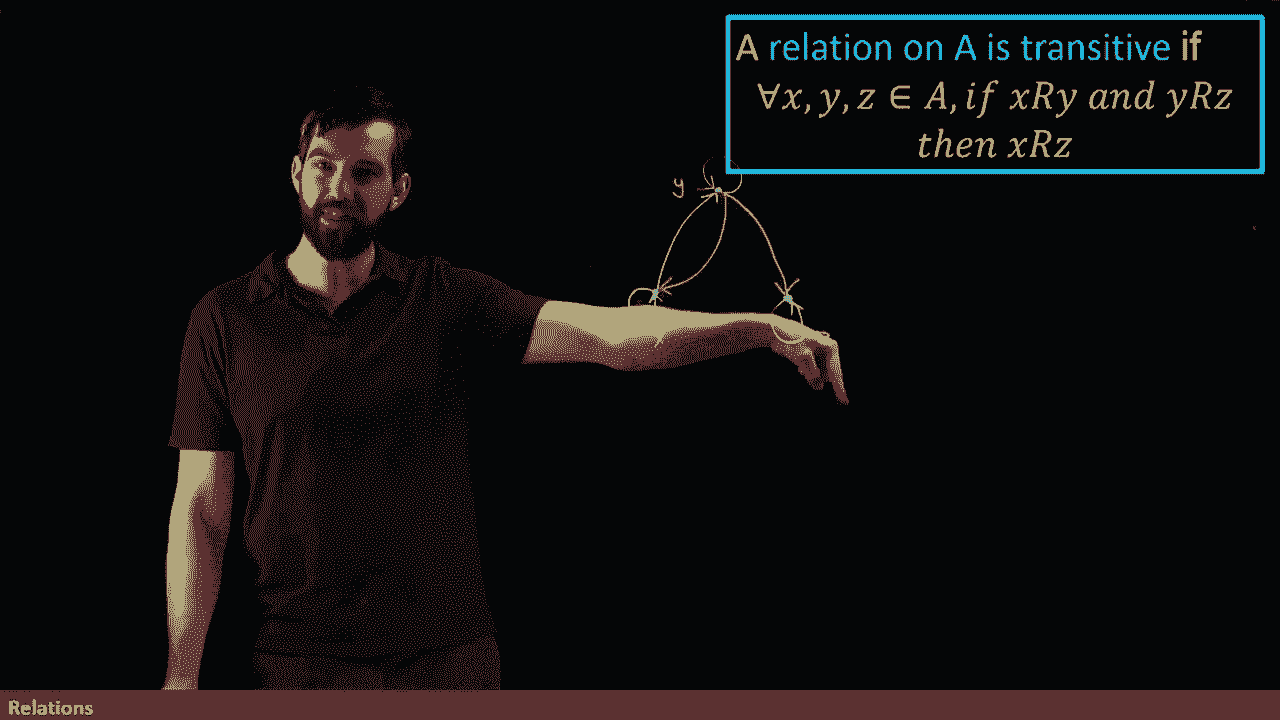 A relation on A is transitive if
∀x, y, z ∈ A, if xRy and yRz
then xRz
y
Relations